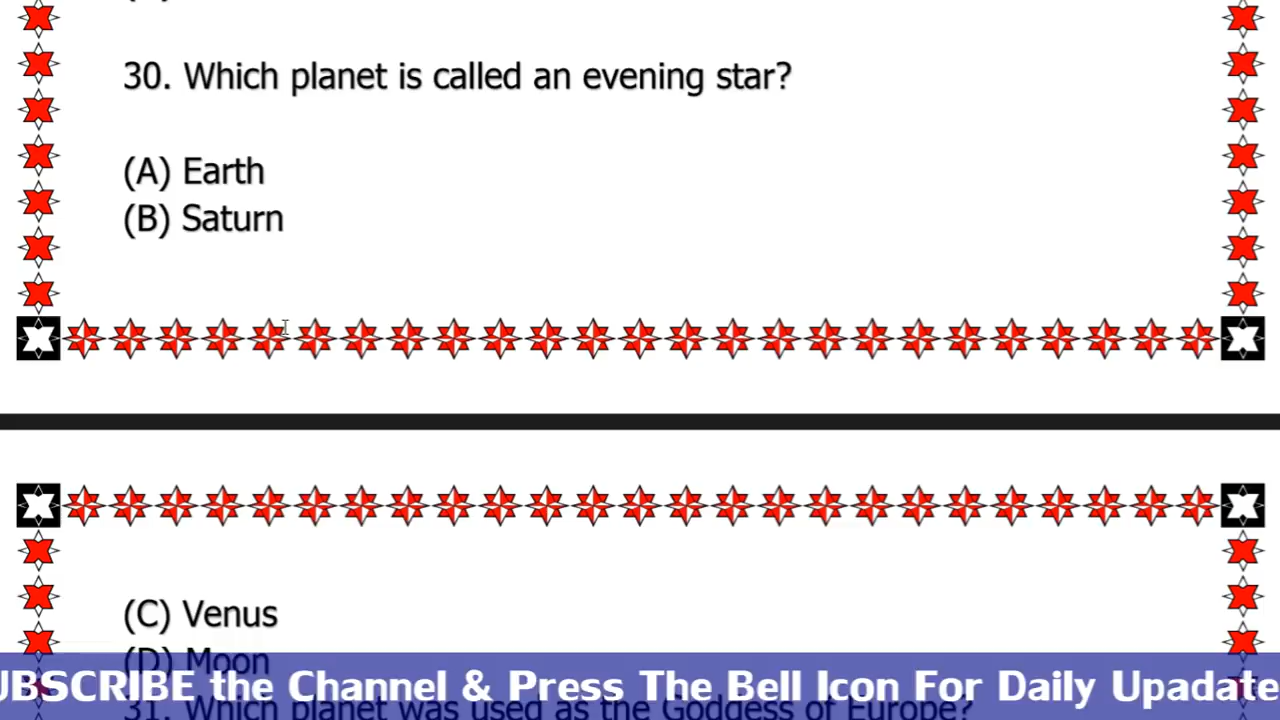 30. Which planet is called an evening star?
(A) Earth
(B) Saturn
(C) Venus
(D) Moon
UBSCRIBE the Channel & Press The Bell Icon For Daily Upadate
31. Which planet was used as the Goddess of Europe?